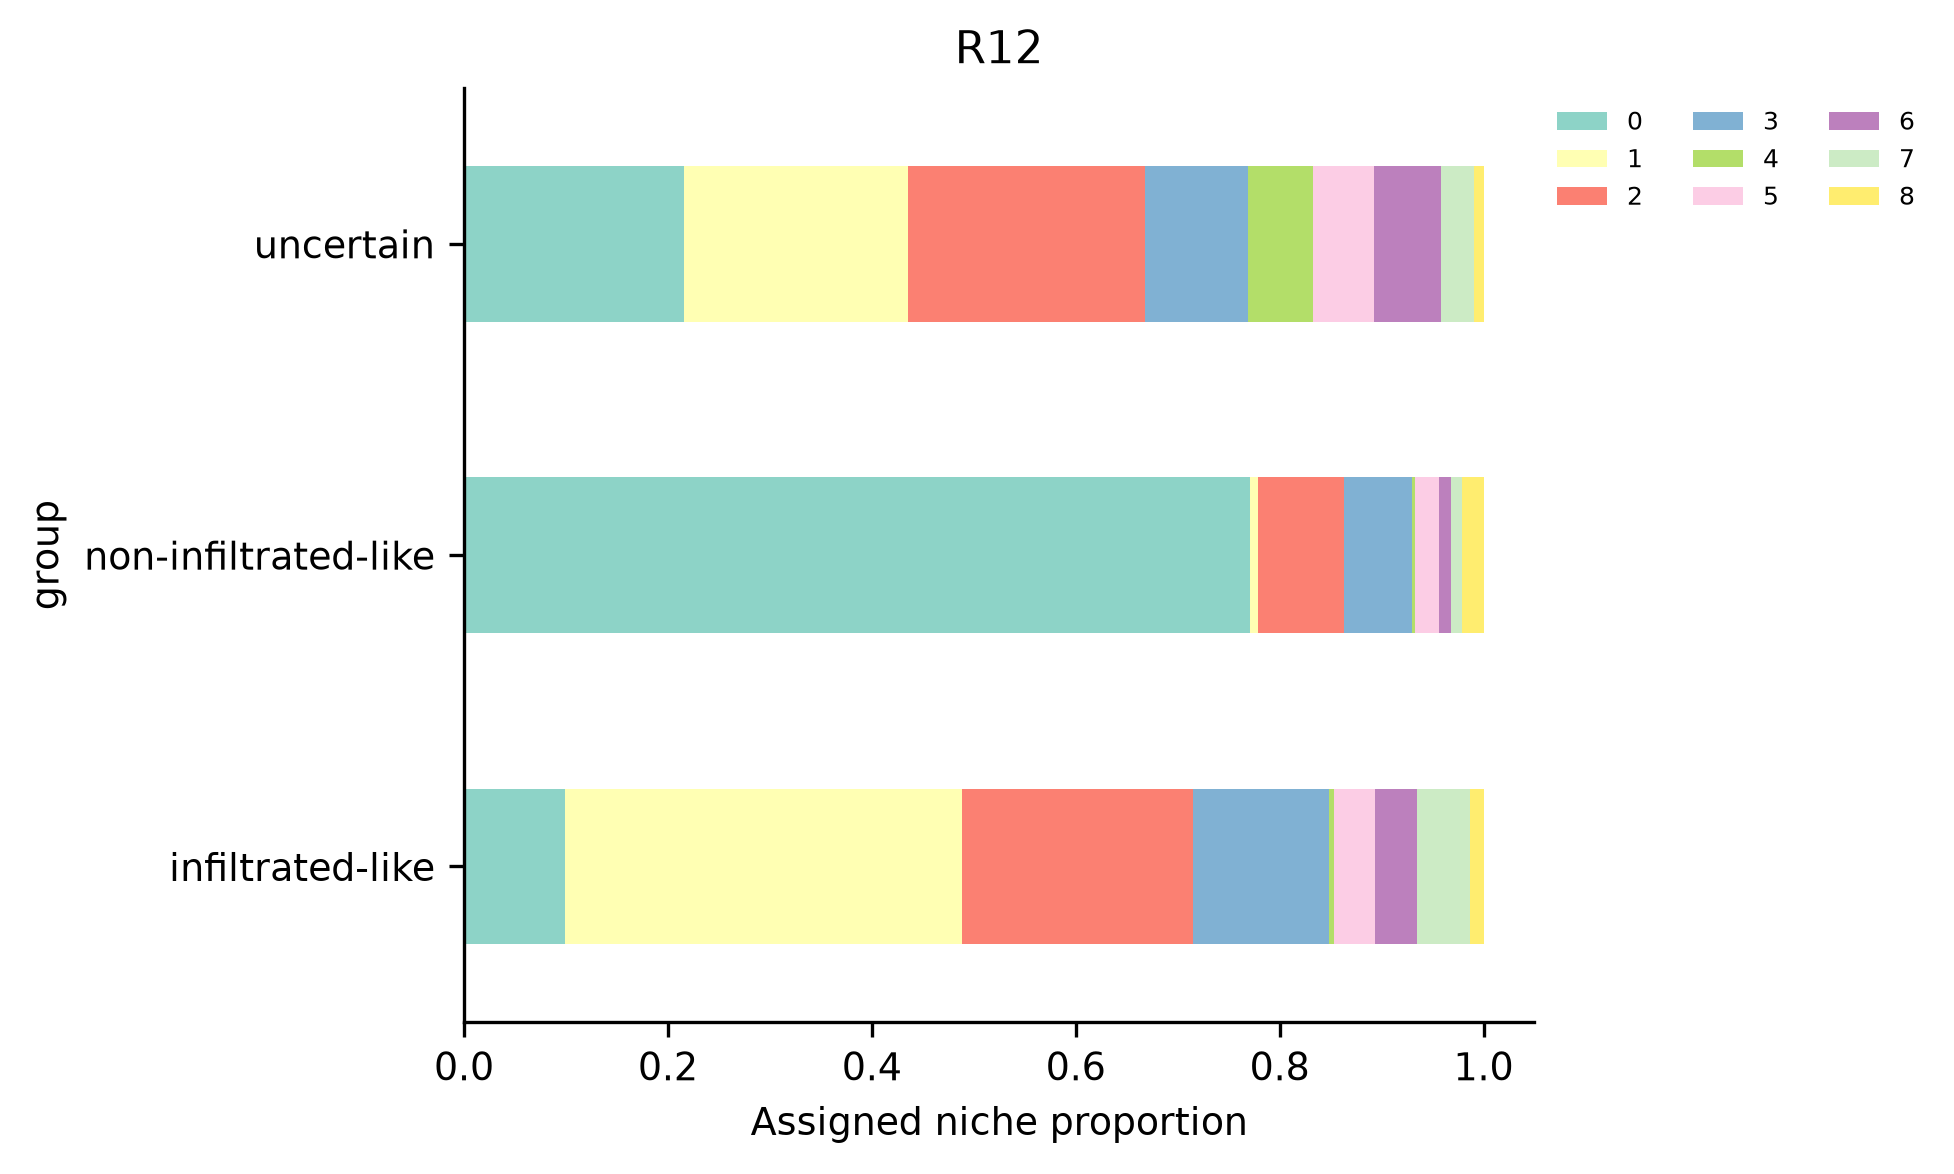 R12
0 3 6
1 4 7
2 5 8
uncertain
non-infiltrated-like
infiltrated-like
group
0.0 0.2 0.4 0.6 0.8 1.0
Assigned niche proportion